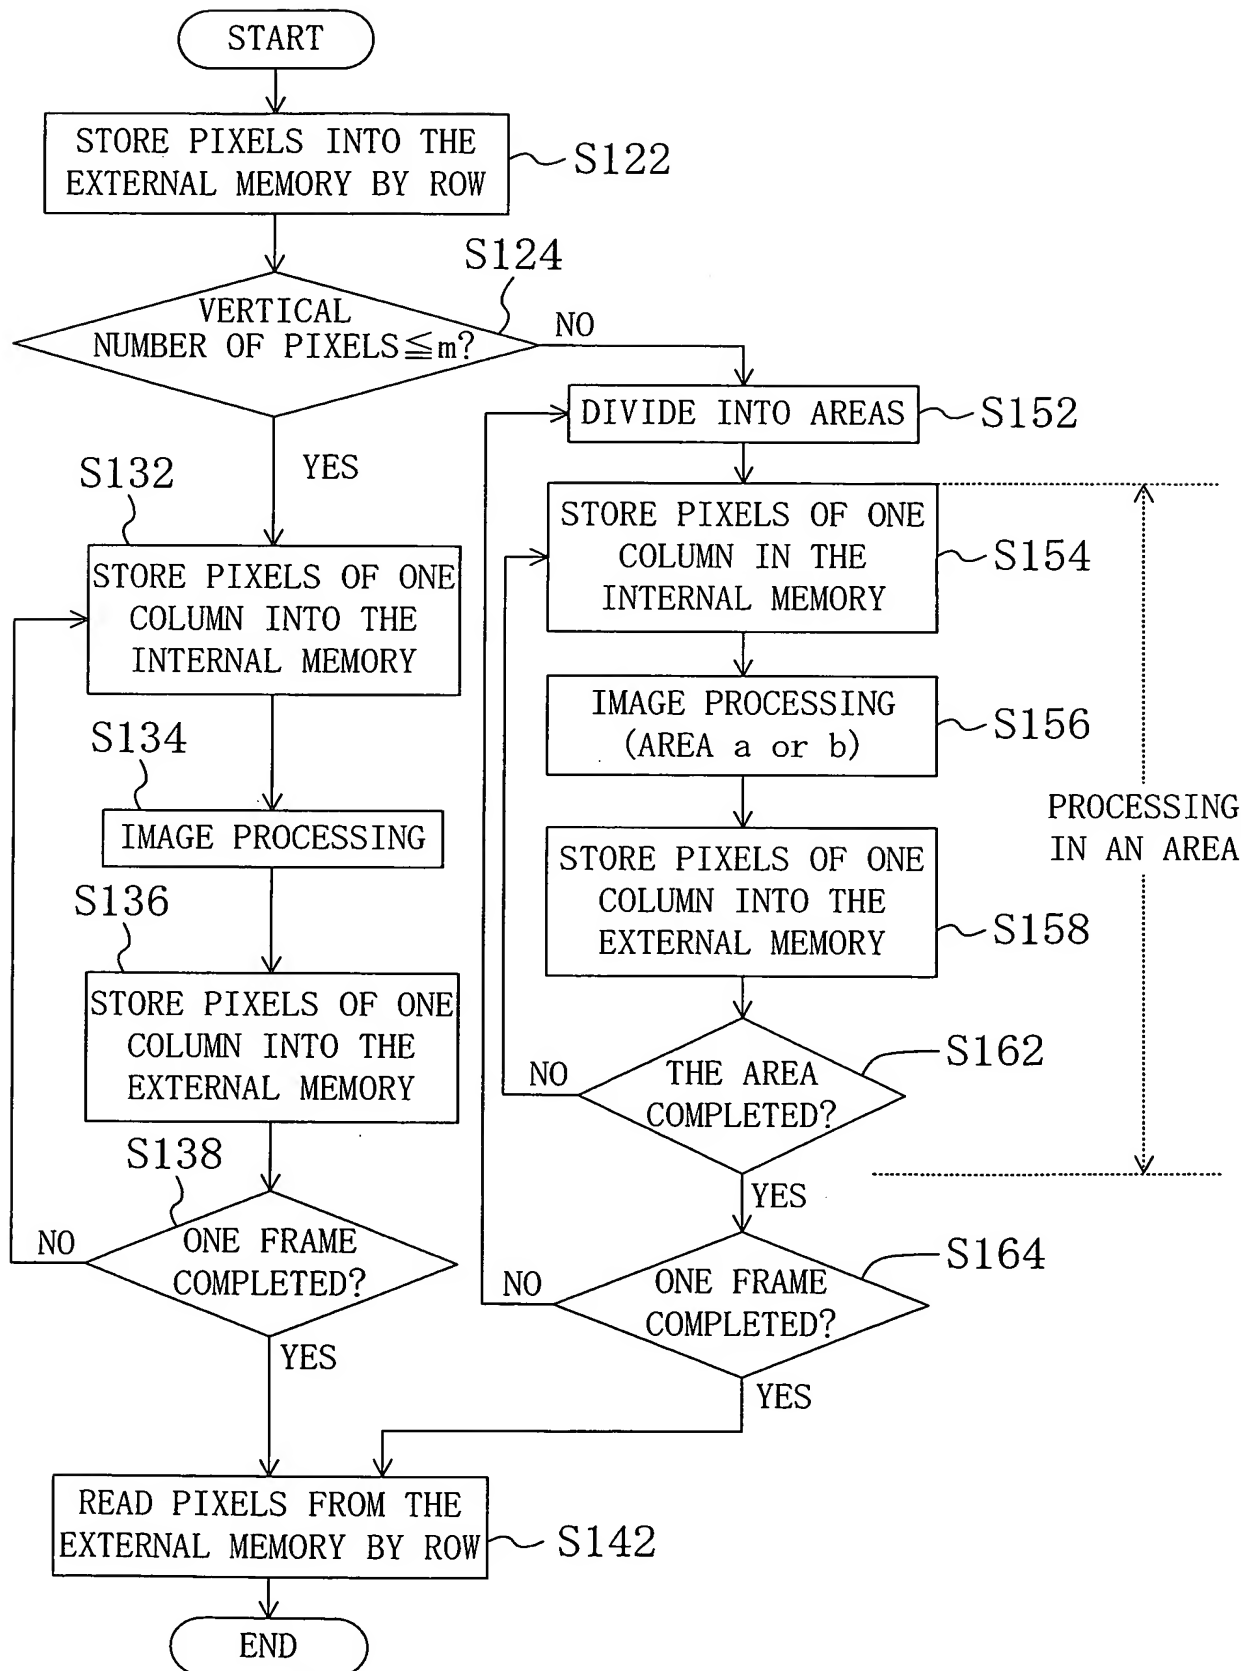 START
STORE PIXELS INTO THE
EXTERNAL MEMORY BY ROW
S122
S124
VERTICAL
NUMBER OF PIXELS≦m?
NO
YES
DIVIDE INTO AREAS
S152
S132
STORE PIXELS OF ONE
COLUMN INTO THE
INTERNAL MEMORY
STORE PIXELS OF ONE
COLUMN IN THE
INTERNAL MEMORY
S154
S134
IMAGE PROCESSING
IMAGE PROCESSING
(AREA a or b)
S156
PROCESSING
IN AN AREA
S136
STORE PIXELS OF ONE
COLUMN INTO THE
EXTERNAL MEMORY
STORE PIXELS OF ONE
COLUMN INTO THE
EXTERNAL MEMORY
S158
S162
NO
THE AREA
COMPLETED?
YES
S138
NO
ONE FRAME
COMPLETED?
YES
S164
NO
ONE FRAME
COMPLETED?
YES
READ PIXELS FROM THE
EXTERNAL MEMORY BY ROW
S142
END